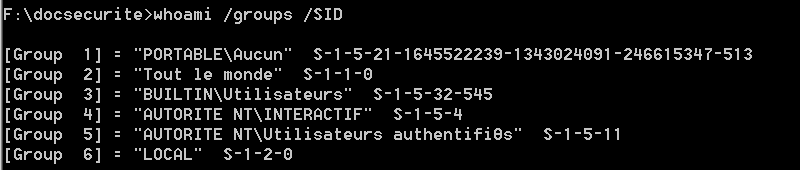 F:\docsecurite>whoami /groups /SID
[Group  1] = "PORTABLE\Aucun"  S-1-5-21-1645522239-1343024091-246615347-513
[Group  2] = "Tout le monde"  S-1-1-0
[Group  3] = "BUILTIN\Utilisateurs"  S-1-5-32-545
[Group  4] = "AUTORITE NT\INTERACTIF"  S-1-5-4
[Group  5] = "AUTORITE NT\Utilisateurs authentifiΘs"  S-1-5-11
[Group  6] = "LOCAL"  S-1-2-0